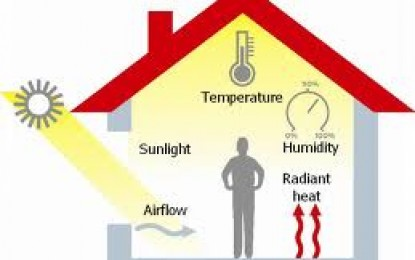 Temperature
50%
0%
100%
Sunlight
Humidity
Radiant
heat
Airflow